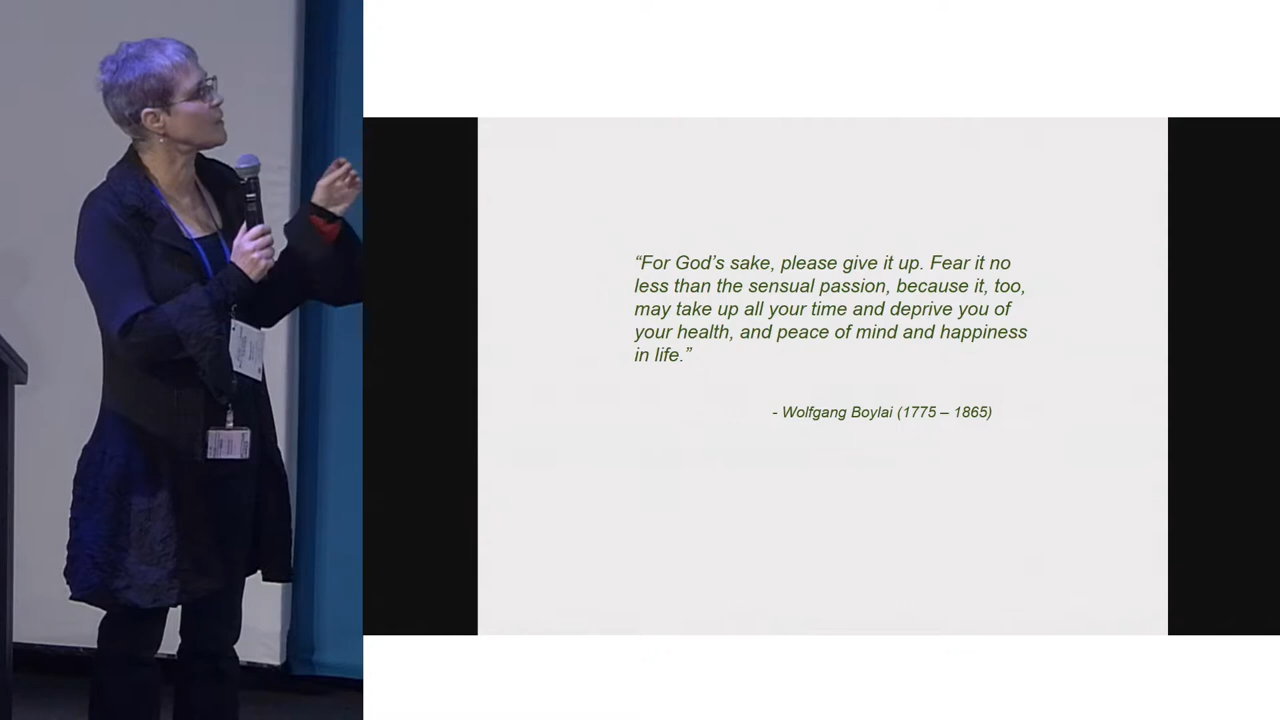 “For God’s sake, please give it up. Fear it no
less than the sensual passion, because it, too,
may take up all your time and deprive you of
your health, and peace of mind and happiness
in life.”
- Wolfgang Boylai (1775 – 1865)